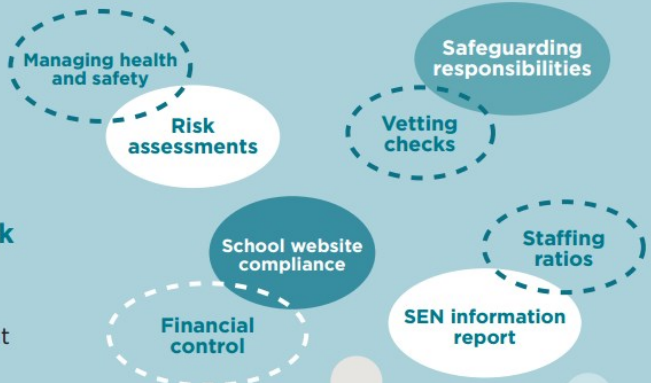 Managing health
and safety
Safeguarding
responsibilities
Risk
assessments
Vetting
checks
k
School website
compliance
Staffing
ratios
t
Financial
control
SEN information
report